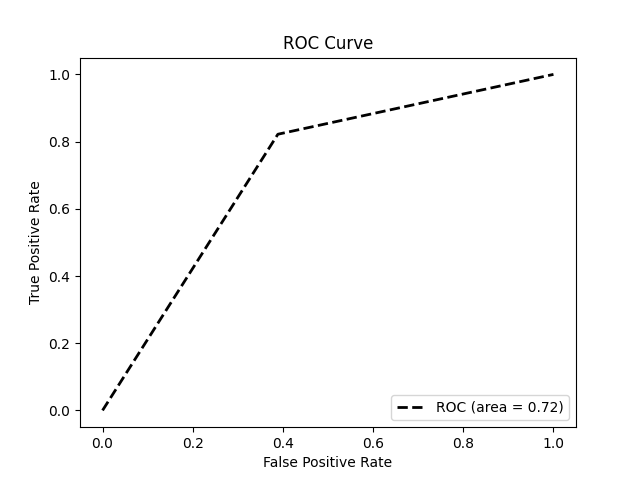 ROC Curve
True Positive Rate
1.0
0.8
0.6
0.4
0.2
0.0
ROC (area = 0.72)
0.0 0.2 0.4 0.6 0.8 1.0
False Positive Rate